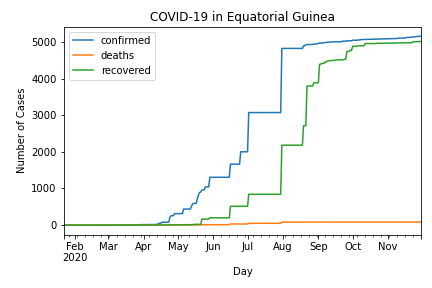 COVID-19 in Equatorial Guinea
confirmed
deaths
recovered
Number of Cases
5000
4000
3000
2000
1000
0
Feb Mar Apr May Jun Jul Aug Sep Oct Nov
2020
Day